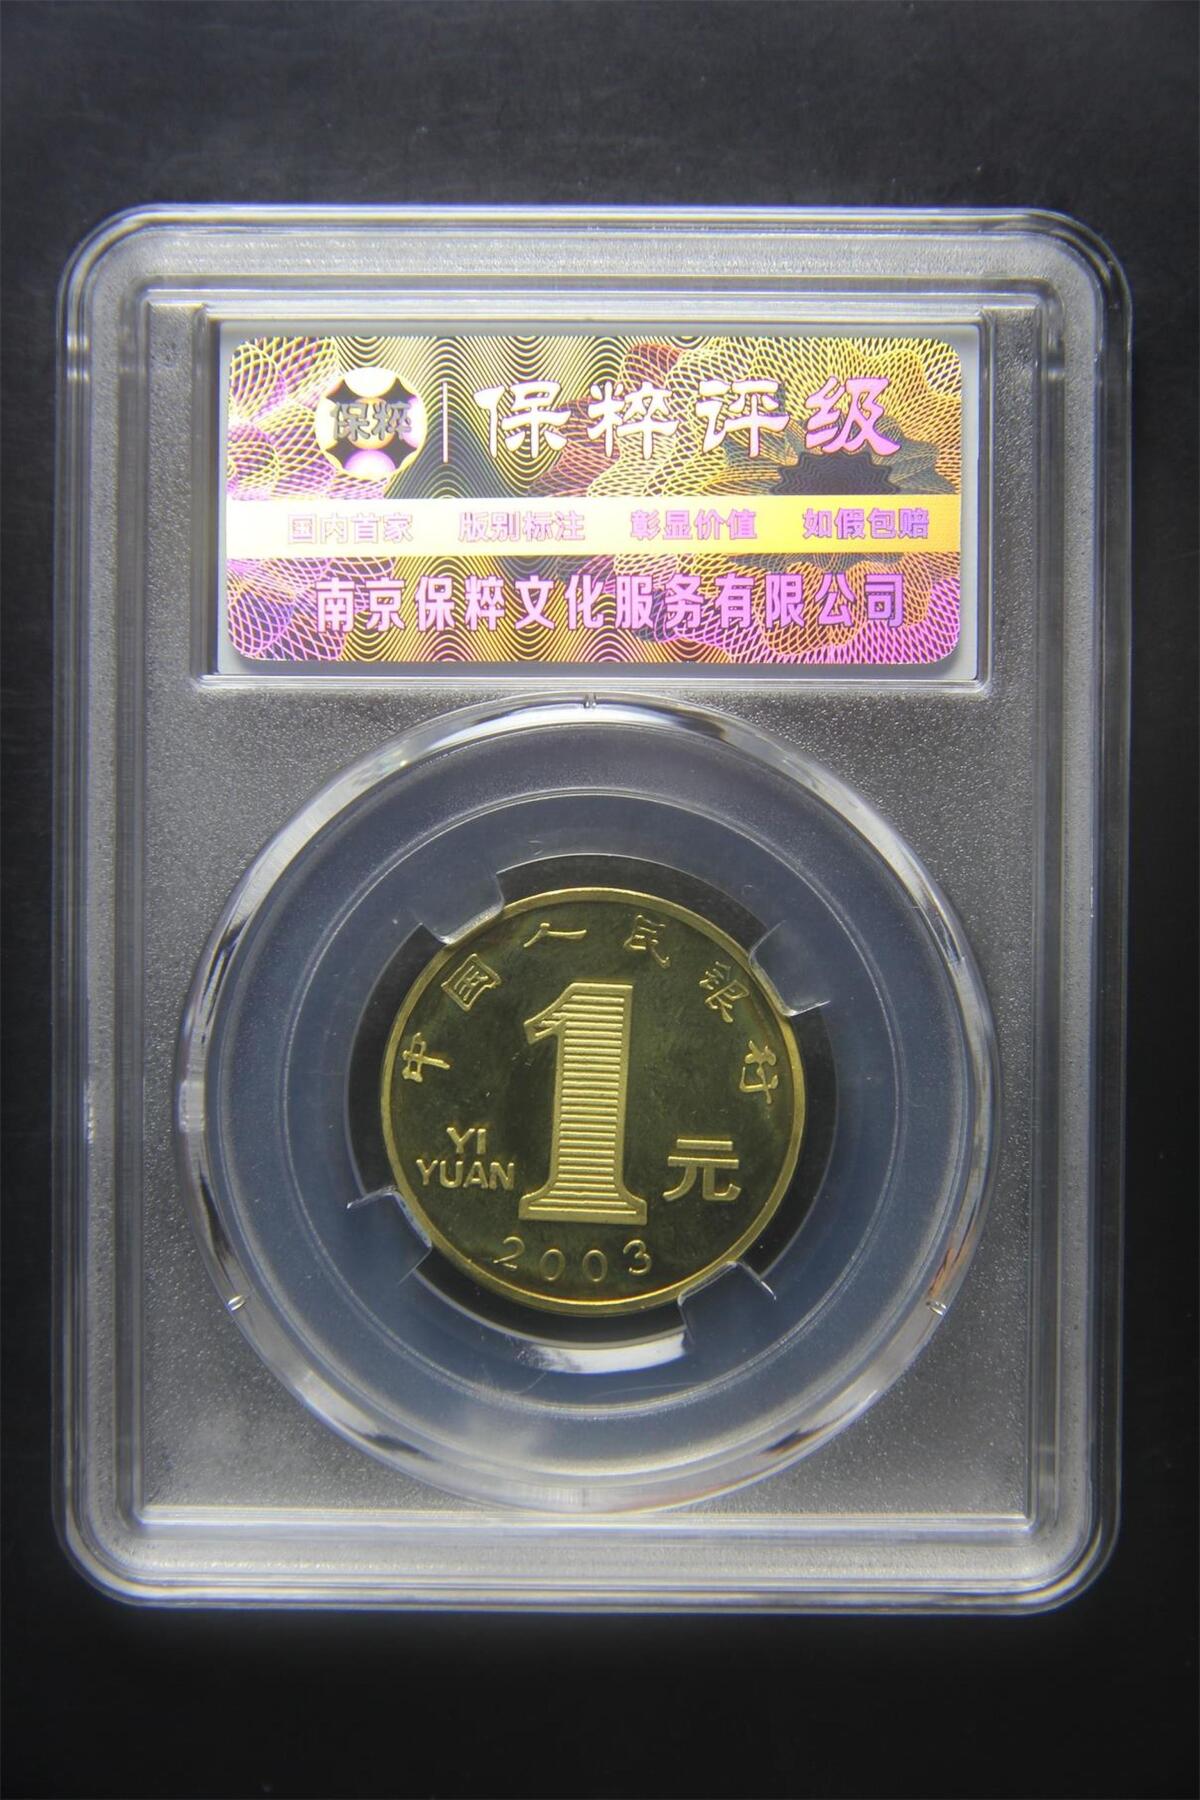 保粹 保粹评级
国内首家 版别标注 彰显价值 如假包赔
南京保粹文化服务有限公司
中国人民银行
1
YI
YUAN
元
2003